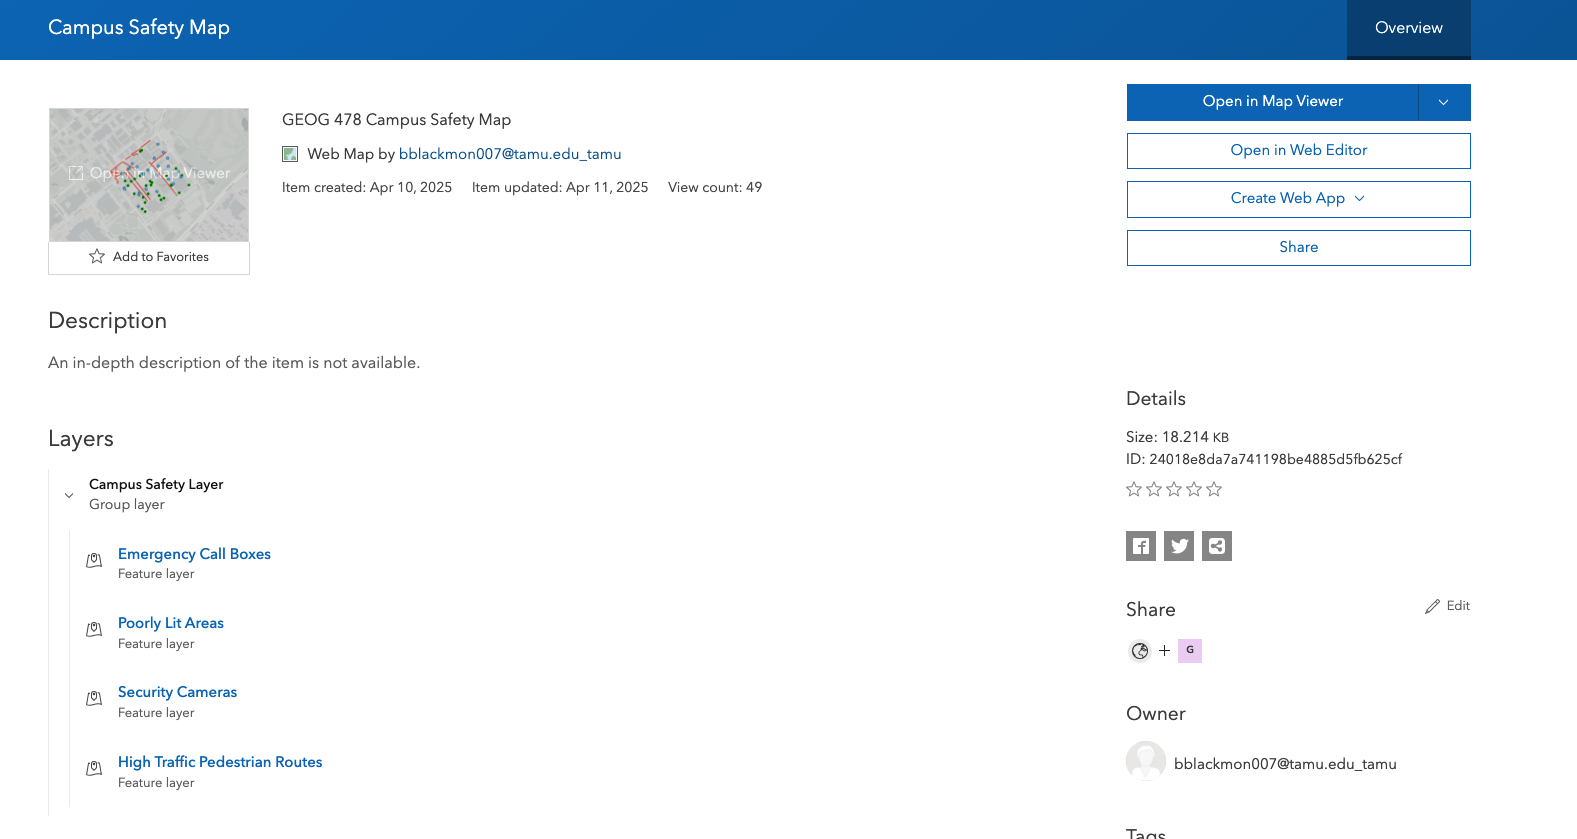 Campus Safety Map
Overview
Open in Map Viewer
Add to Favorites
GEOG 478 Campus Safety Map
Web Map by bblackmon007@tamu.edu_tamu
Item created: Apr 10, 2025 Item updated: Apr 11, 2025 View count: 49
Open in Map Viewer
Open in Web Editor
Create Web App
Share
Description
An in-depth description of the item is not available.
Layers
Campus Safety Layer
Group layer
Emergency Call Boxes
Feature layer
Poorly Lit Areas
Feature layer
Security Cameras
Feature layer
High Traffic Pedestrian Routes
Feature layer
Details
Size: 18.214 KB
ID: 24018e8da7a741198be4885d5fb625cf
Share
Edit
G
Owner
bblackmon007@tamu.edu_tamu
Tags